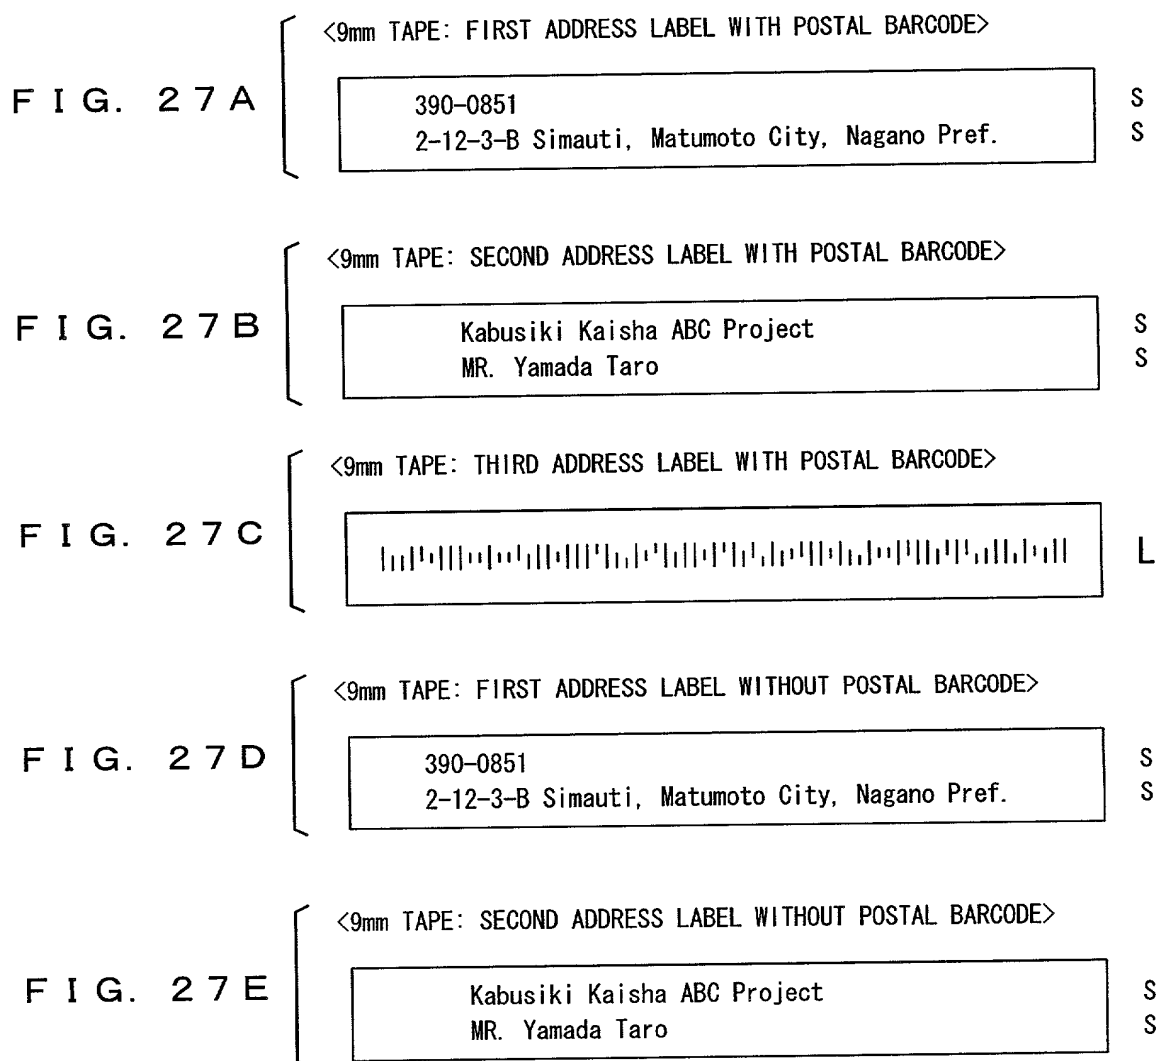 <9mm TAPE: FIRST ADDRESS LABEL WITH POSTAL BARCODE>
FIG. 27A
390-0851 S
2-12-3-B Simauti, Matumoto City, Nagano Pref. S
<9mm TAPE: SECOND ADDRESS LABEL WITH POSTAL BARCODE>
FIG. 27B
Kabusiki Kaisha ABC Project S
MR. Yamada Taro S
<9mm TAPE: THIRD ADDRESS LABEL WITH POSTAL BARCODE>
FIG. 27C
L
<9mm TAPE: FIRST ADDRESS LABEL WITHOUT POSTAL BARCODE>
FIG. 27D
390-0851 S
2-12-3-B Simauti, Matumoto City, Nagano Pref. S
<9mm TAPE: SECOND ADDRESS LABEL WITHOUT POSTAL BARCODE>
FIG. 27E
Kabusiki Kaisha ABC Project S
MR. Yamada Taro S